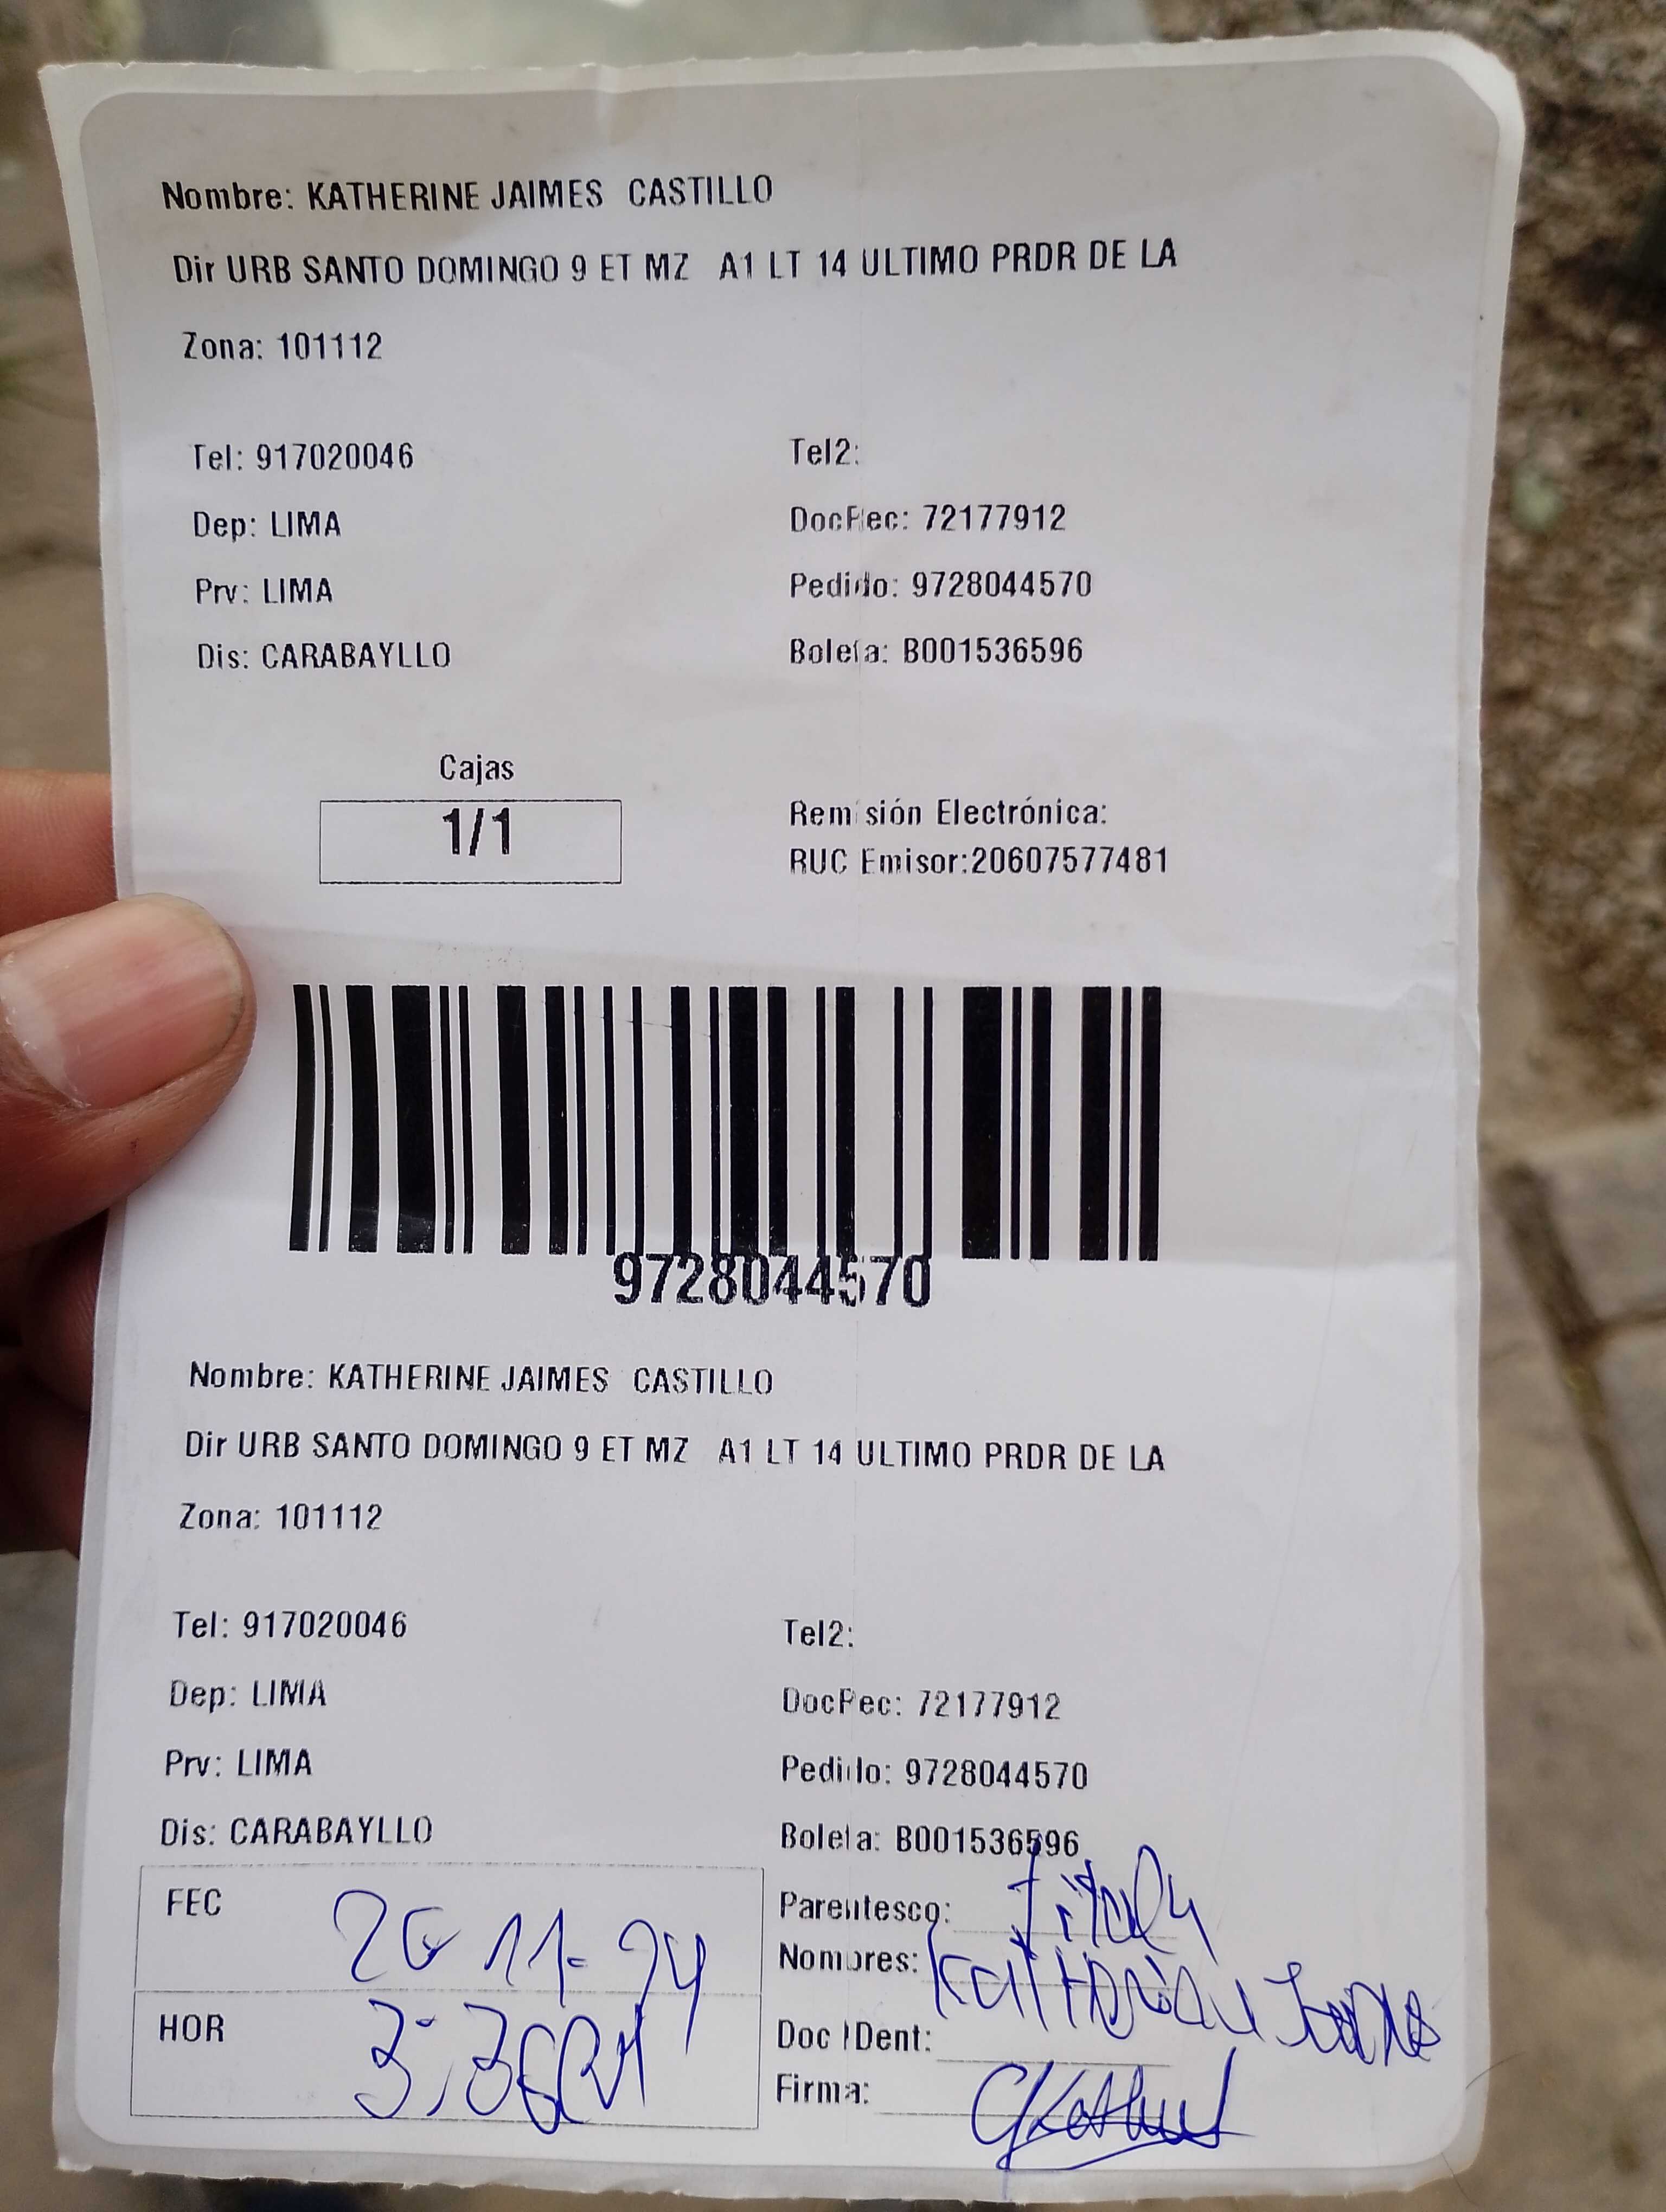 Nombre: KATHERINE JAIMES CASTILLO
Dir URB SANTO DOMINGO 9 ET MZ A1 LT 14 ULTIMO PRDR DE LA
Zona: 101112
Tel: 917020046 Tel2:
Dep: LIMA DocRec: 72177912
Prv: LIMA Pedido: 9728044570
Dis: CARABAYLLO Boleta: B001536596
Cajas
1/1
Remisión Electrónica:
RUC Emisor:20607577481
9728044570
Nombre: KATHERINE JAIMES CASTILLO
Dir URB SANTO DOMINGO 9 ET MZ A1 LT 14 ULTIMO PRDR DE LA
Zona: 101112
Tel: 917020046 Tel2:
Dep: LIMA DocRec: 72177912
Prv: LIMA Pedido: 9728044570
Dis: CARABAYLLO Boleta: B001536596
FEC
HOR
Parentesco:
Nombres:
Doc IDent:
Firma: